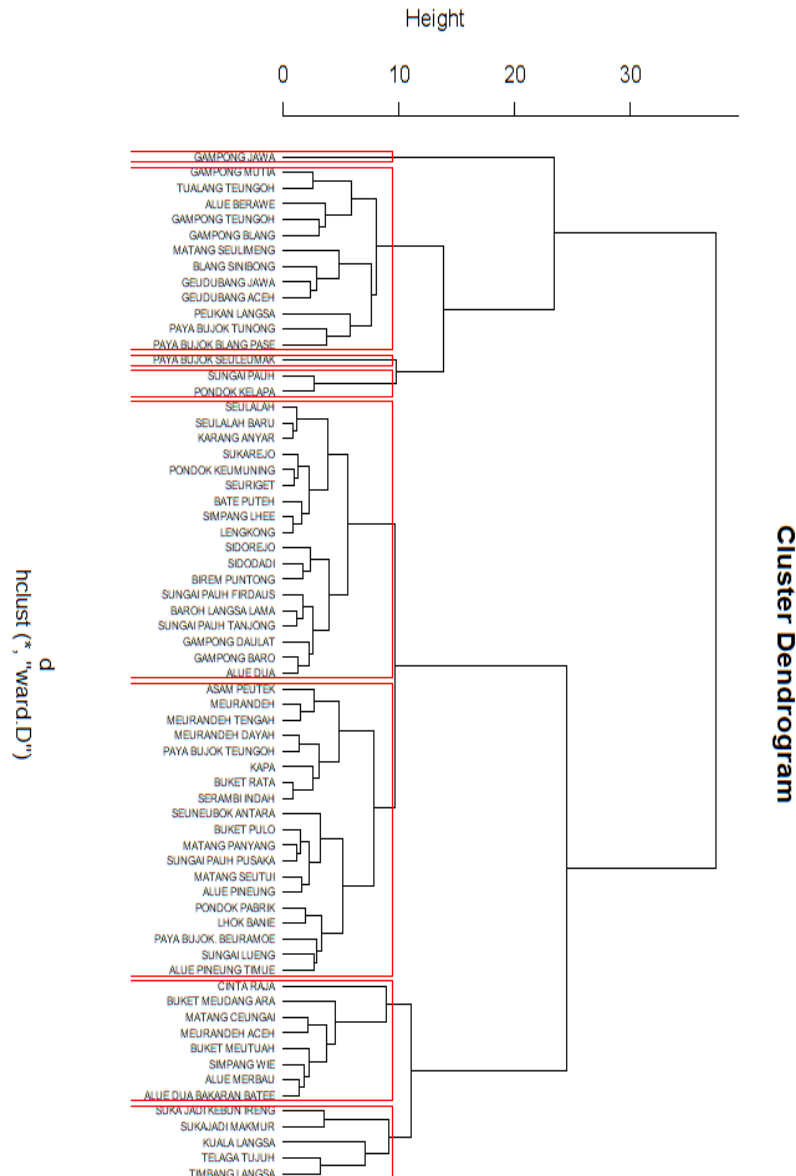 Height
0 10 20 30
GAMPONG JAWA
GAMPONG MUTIA
TUALANG TEUNGOH
ALUE BERAWE
GAMPONG TEUNGOH
GAMPONG BLANG
MATANG SEULIMENG
BLANG SINIBONG
GEUDUBANG JAWA
GEUDUBANG ACEH
PEUKAN LANGSA
PAYA BUJOK TUNONG
PAYA BUJOK BLANG PASE
PAYA BUJOK SEULEUMAK
SUNGAI PAUH
PONDOK KELAPA
SEULALAH
SEULALAH BARU
KARANG ANYAR
SUKAREJO
PONDOK KEUMUNING
SEURIGET
BATE PUTEH
SIMPANG LHEE
LENGKONG
SIDOREJO
SIDODADI
BIREM PUNTONG
SUNGAI PAUH FIRDAUS
BAROH LANGSA LAMA
SUNGAI PAUH TANJONG
GAMPONG DAULAT
GAMPONG BARO
ALUE DUA
ASAM PEUTEK
MEURANDEH
MEURANDEH TENGAH
MEURANDEH DAYAH
PAYA BUJOK TEUNGOH
KAPA
BUKET RATA
SERAMBI INDAH
SEUNEUBOK ANTARA
BUKET PULO
MATANG PANYANG
SUNGAI PAUH PUSAKA
MATANG SEUTUI
ALUE PINEUNG
PONDOK PABRIK
LHOK BANIE
PAYA BUJOK. BEURAMOE
SUNGAI LUENG
ALUE PINEUNG TIMUE
CINTA RAJA
BUKET MEUDANG ARA
MATANG CEUNGAI
MEURANDEH ACEH
BUKET MEUTUAH
SIMPANG WIE
ALUE MERBAU
ALUE DUA BAKARAN BATEE
SUKA JADI KEBUN IRENG
SUKAJADI MAKMUR
KUALA LANGSA
TELAGA TUJUH
TIMBANG LANGSA
Cluster Dendrogram
d
hclust (*, "ward.D")